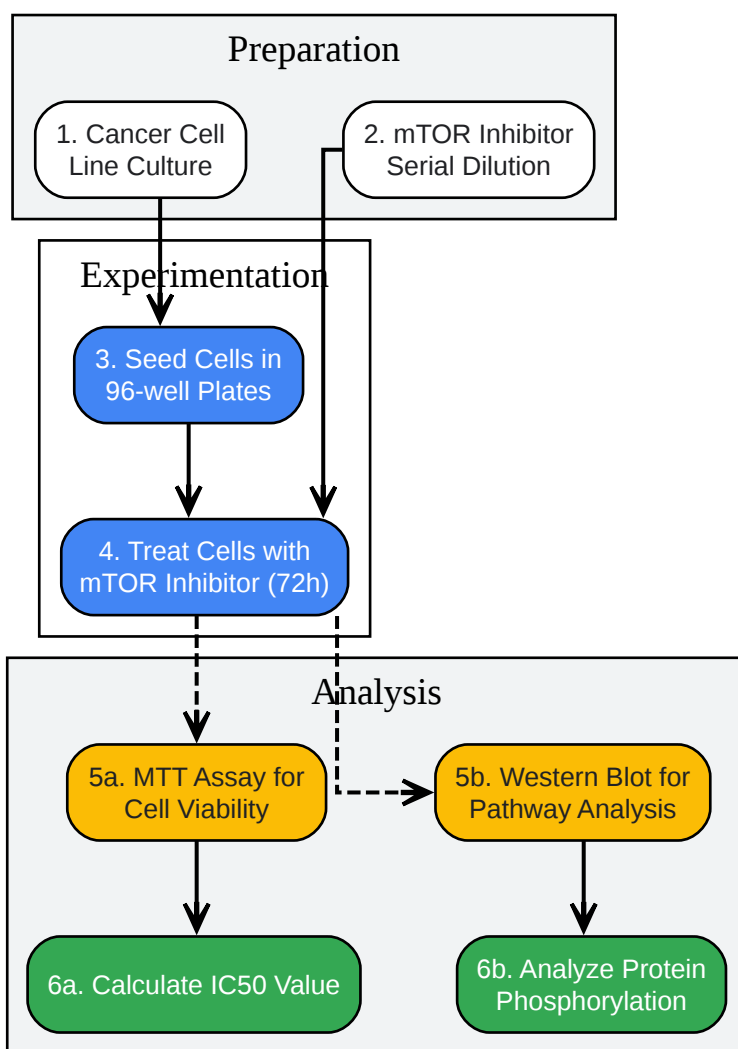 Preparation
1. Cancer Cell
Line Culture
2. mTOR Inhibitor
Serial Dilution
Experimentation
3. Seed Cells in
96-well Plates
4. Treat Cells with
mTOR Inhibitor (72h)
Analysis
5a. MTT Assay for
Cell Viability
5b. Western Blot for
Pathway Analysis
6a. Calculate IC50 Value
6b. Analyze Protein
Phosphorylation